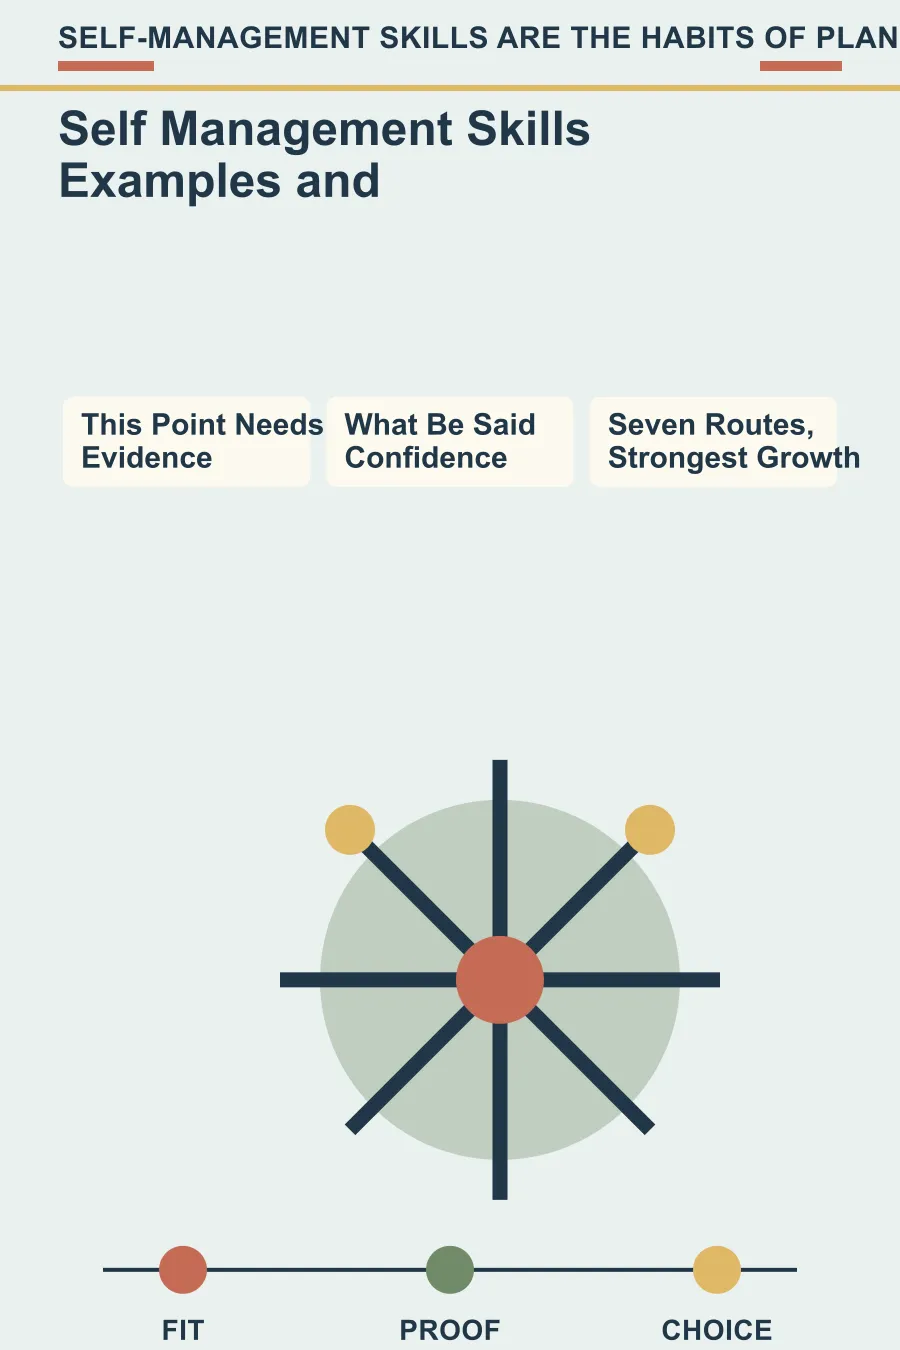 SELF-MANAGEMENT SKILLS ARE THE HABITS OF PLAN
Self Management Skills
Examples and
This Point Needs
Evidence
What Be Said
Confidence
Seven Routes,
Strongest Growth
FIT
PROOF
CHOICE